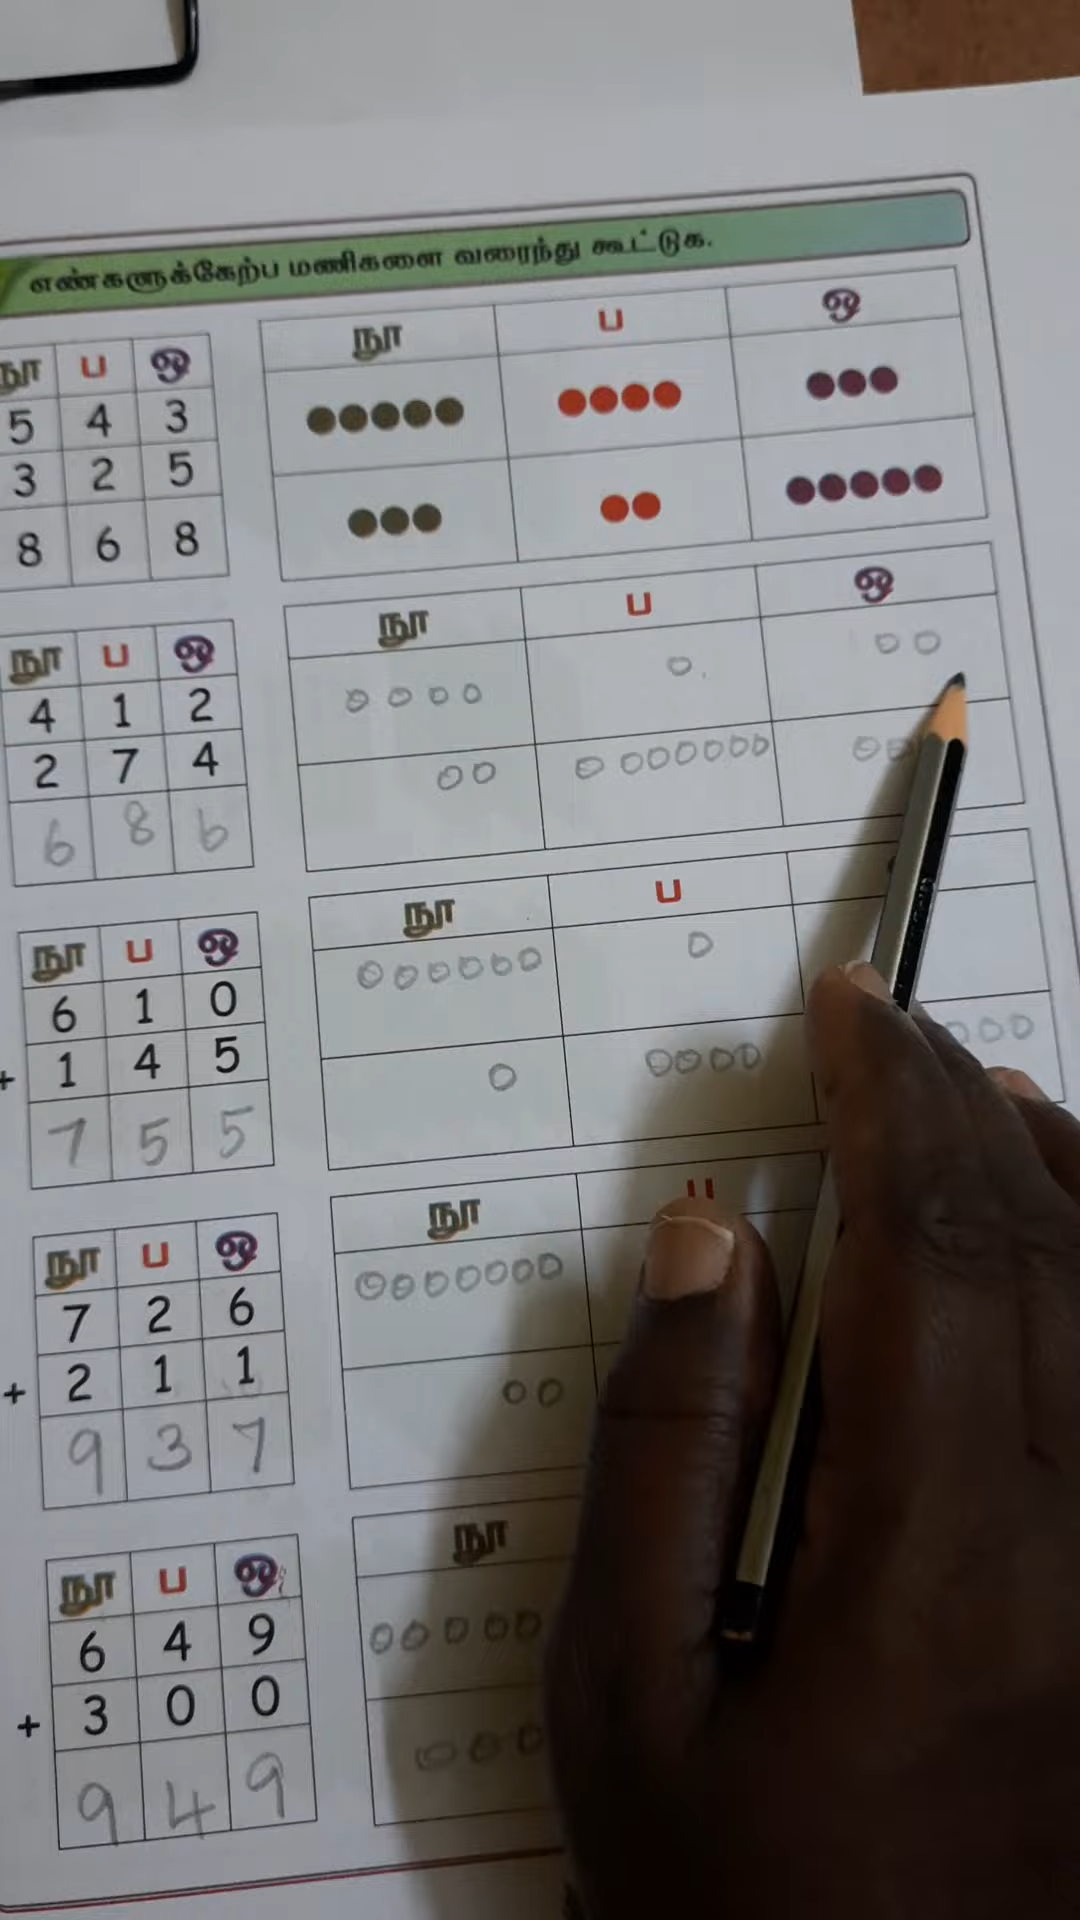 எண்களுக்கேற்ப மணிகளை வரைந்து கூட்டுக.
நூ ப ஒ
நூ ப ஒ
5 4 3
3 2 5
8 6 8
நூ ப ஒ
நூ ப ஒ
4 1 2
2 7 4
6 8 6
நூ ப
நூ ப ஒ
6 1 0
+ 1 4 5
7 5 5
நூ ப
நூ ப ஒ
7 2 6
+ 2 1 1
9 3 7
நூ
நூ ப ஒ
6 4 9
+ 3 0 0
9 4 9